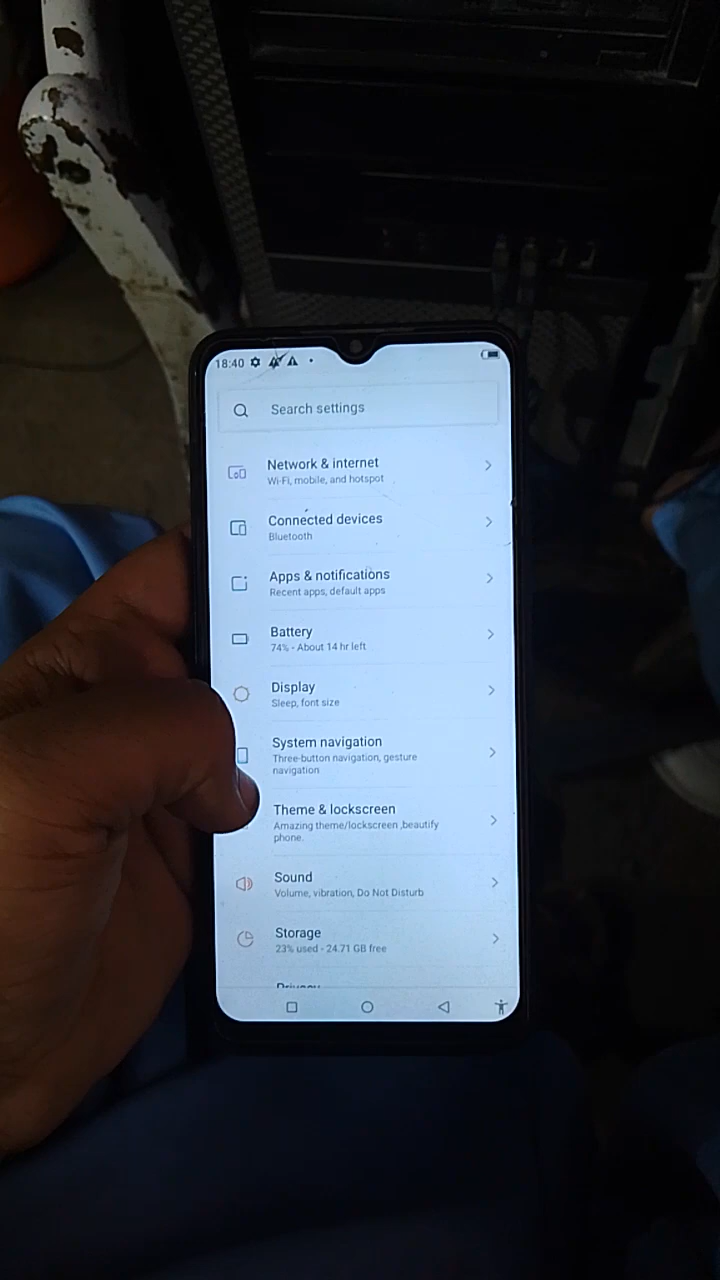 18:40
Search settings
Network & internet
Wi-Fi, mobile, and hotspot
Connected devices
Bluetooth
Apps & notifications
Recent apps, default apps
Battery
74% - About 14 hr left
Display
Sleep, font size
System navigation
Three-button navigation, gesture
navigation
Theme & lockscreen
Amazing theme/lockscreen ,beautify
phone.
Sound
Volume, vibration, Do Not Disturb
Storage
23% used - 24.71 GB free
Privacy